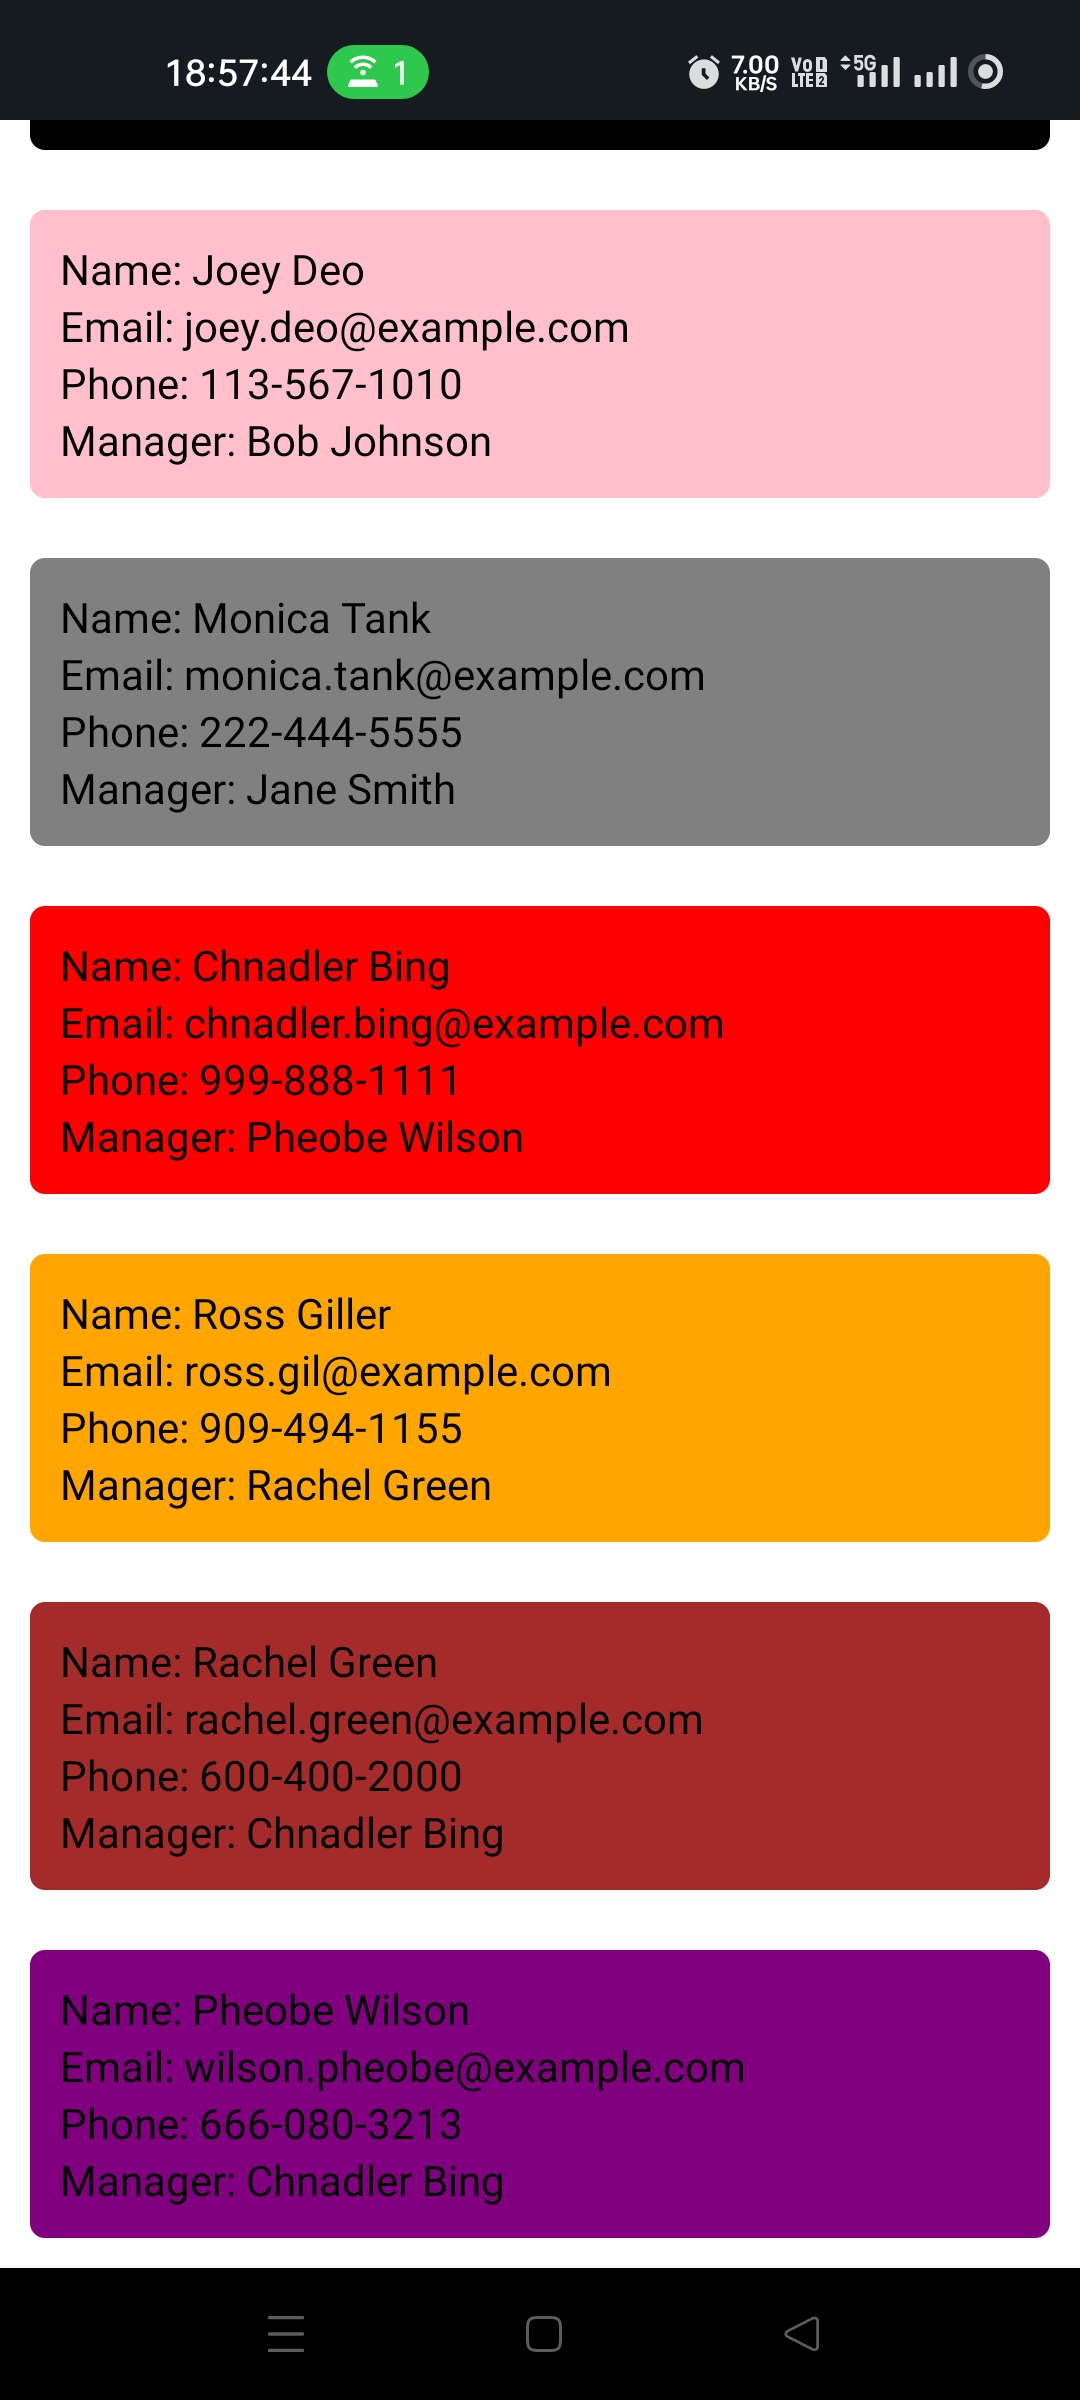 18:57:44 1 7.00 KB/S VoD LTE 2 5G
Name: Joey Deo
Email: joey.deo@example.com
Phone: 113-567-1010
Manager: Bob Johnson
Name: Monica Tank
Email: monica.tank@example.com
Phone: 222-444-5555
Manager: Jane Smith
Name: Chnadler Bing
Email: chnadler.bing@example.com
Phone: 999-888-1111
Manager: Pheobe Wilson
Name: Ross Giller
Email: ross.gil@example.com
Phone: 909-494-1155
Manager: Rachel Green
Name: Rachel Green
Email: rachel.green@example.com
Phone: 600-400-2000
Manager: Chnadler Bing
Name: Pheobe Wilson
Email: wilson.pheobe@example.com
Phone: 666-080-3213
Manager: Chnadler Bing